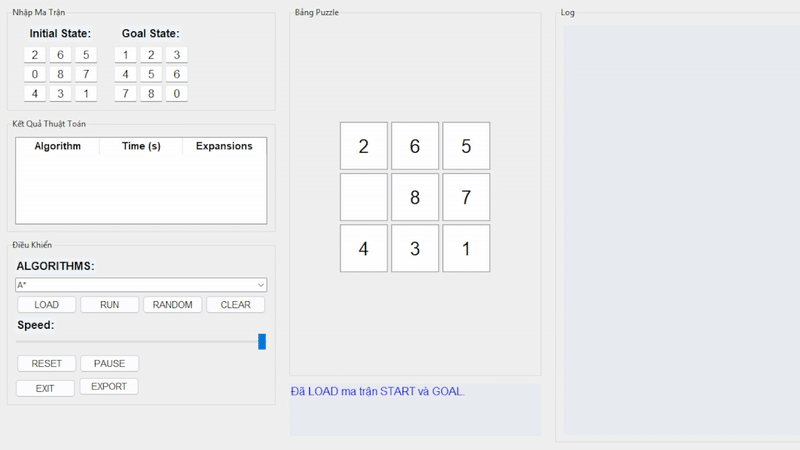 Nhập Ma Trận
Initial State: Goal State:
2 6 5 1 2 3
0 8 7 4 5 6
4 3 1 7 8 0
Kết Quả Thuật Toán
Algorithm Time (s) Expansions
Điều Khiển
ALGORITHMS:
A*
LOAD RUN RANDOM CLEAR
Speed:
RESET PAUSE
EXIT EXPORT
Bảng Puzzle
2 6 5
8 7
4 3 1
Đã LOAD ma trận START và GOAL.
Log